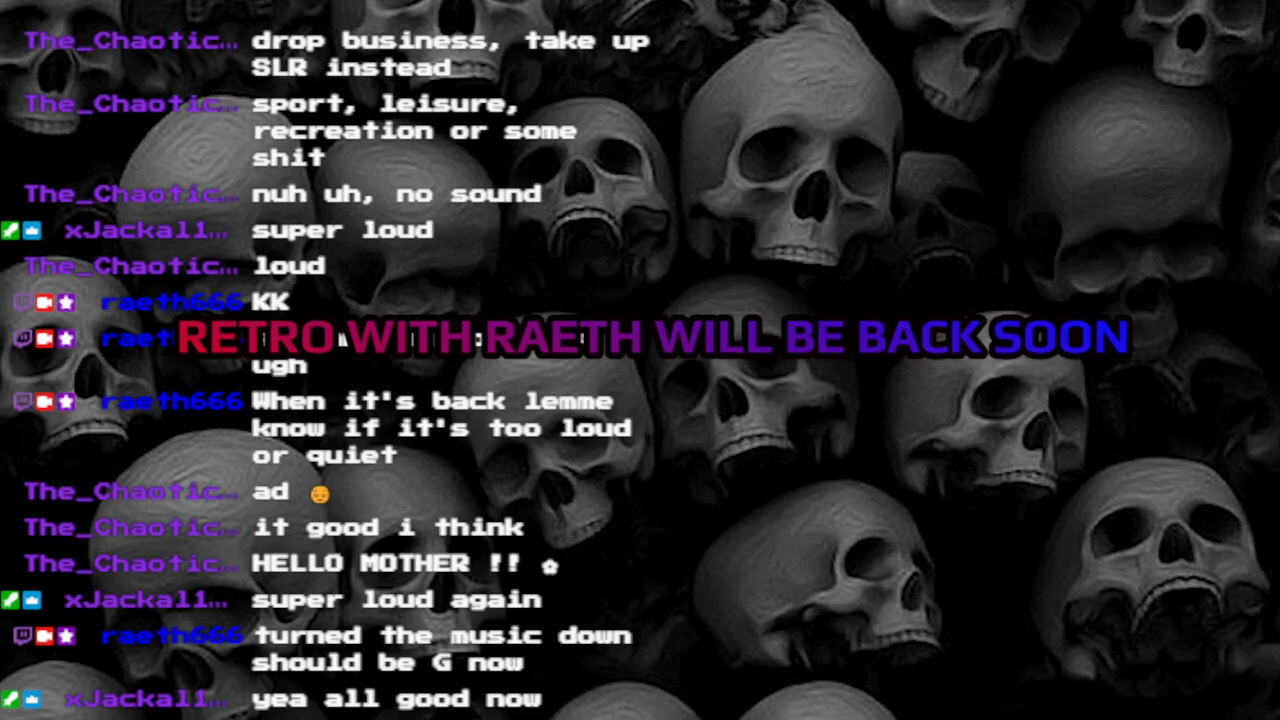 The_Chaotic... drop business, take up
SLR instead
The_Chaotic... sport, leisure,
recreation or some
shit
The_Chaotic... nuh uh, no sound
xJackal1... super loud
The_Chaotic... loud
raeth666 KK
raeth
RETRO WITH RAETH WILL BE BACK SOON
ugh
raeth666 When it's back lemme
know if it's too loud
or quiet
The_Chaotic... ad
The_Chaotic... it good i think
The_Chaotic... HELLO MOTHER !! ✿
xJackal1... super loud again
raeth666 turned the music down
should be G now
xJackal1... yea all good now